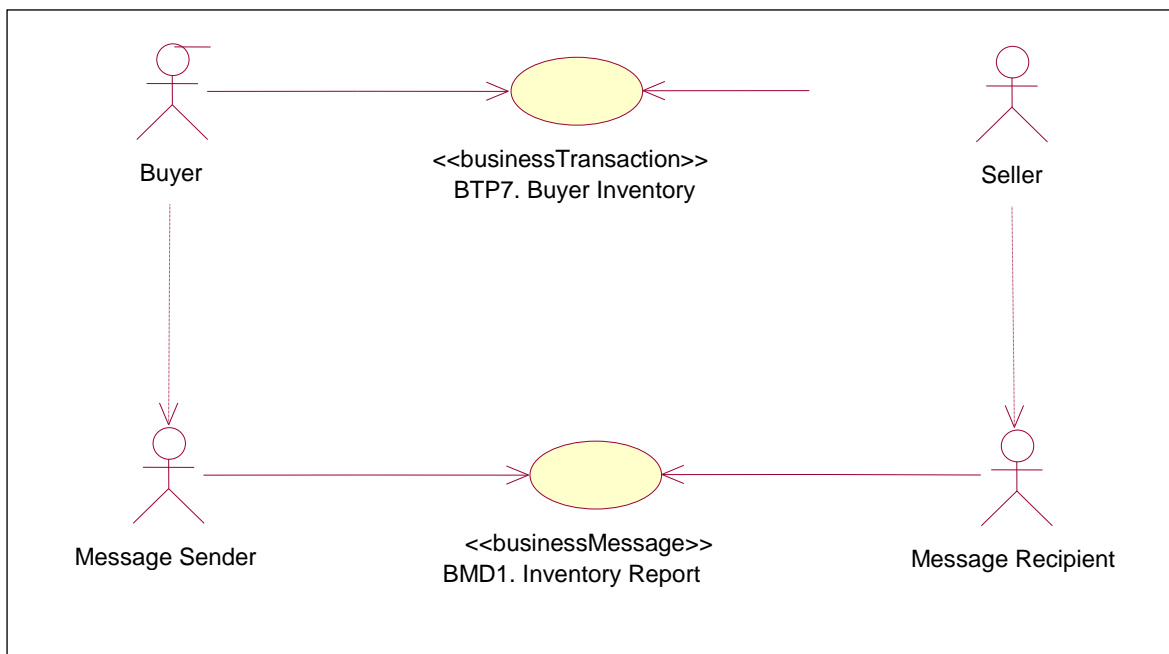 <<businessTransaction>>
BTP7. Buyer Inventory
Buyer
Seller
Message Sender
<<businessMessage>>
BMD1. Inventory Report
Message Recipient